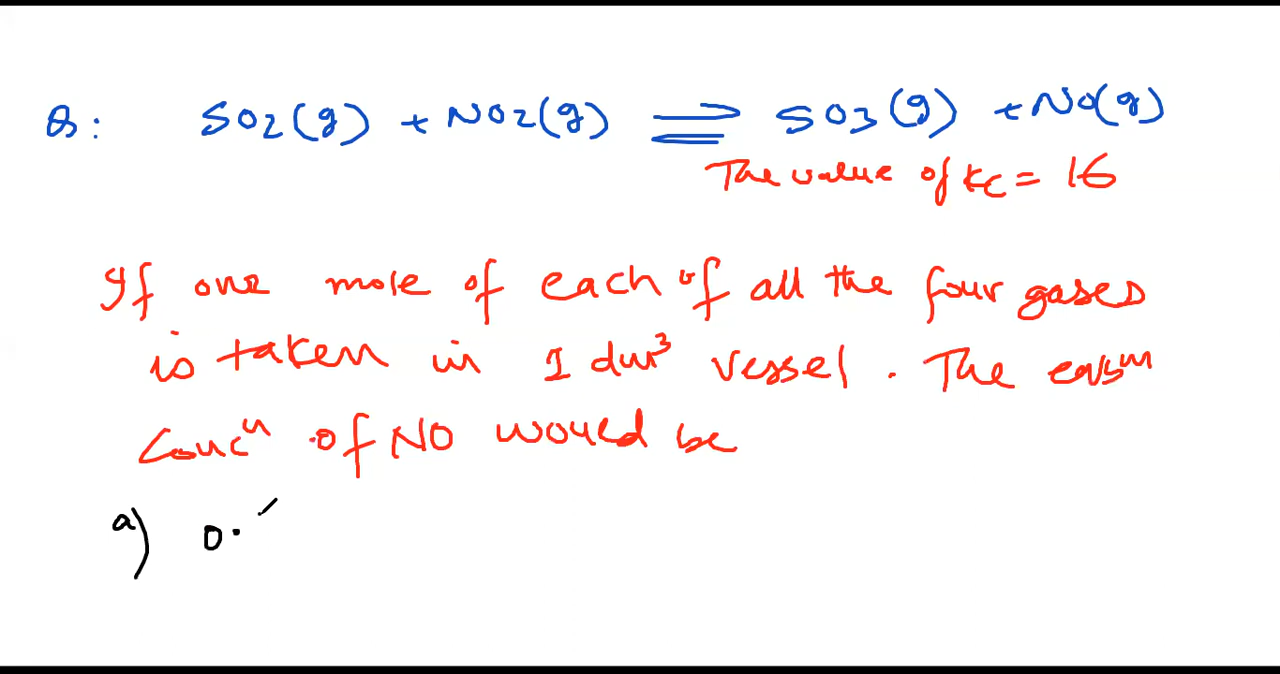 Q: SO2(g) + NO2(g) ⇌ SO3(g) + NO(g)
The value of Kc = 16
If one mole of each of all the four gases
is taken in 1 dm³ vessel. The eqbᵐ
concⁿ of NO would be
a) 0.